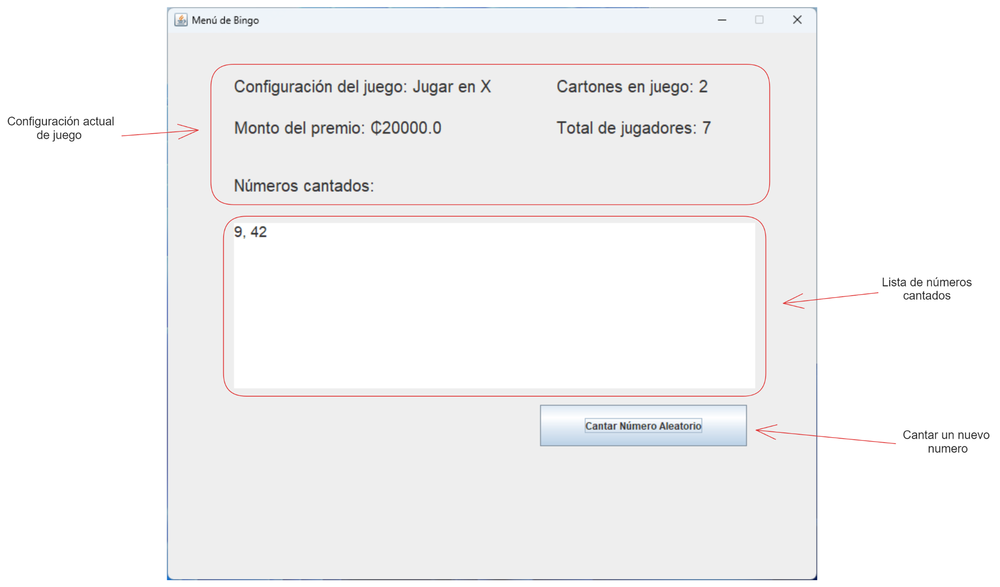 Menú de Bingo
Configuración del juego: Jugar en X
Cartones en juego: 2
Configuración actual
de juego
Monto del premio: ₡20000.0
Total de jugadores: 7
Números cantados:
9, 42
Lista de números
cantados
Cantar Número Aleatorio
Cantar un nuevo
numero